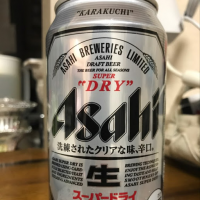 "KARAKUCHI"
ASAHI BREWERIES LIMITED
ASAHI
DRAFT BEER
THE BEER FOR ALL SEASONS
SUPER
"DRY"
Asahi
洗練されたクリアな味、辛口。
生
スーパードライ